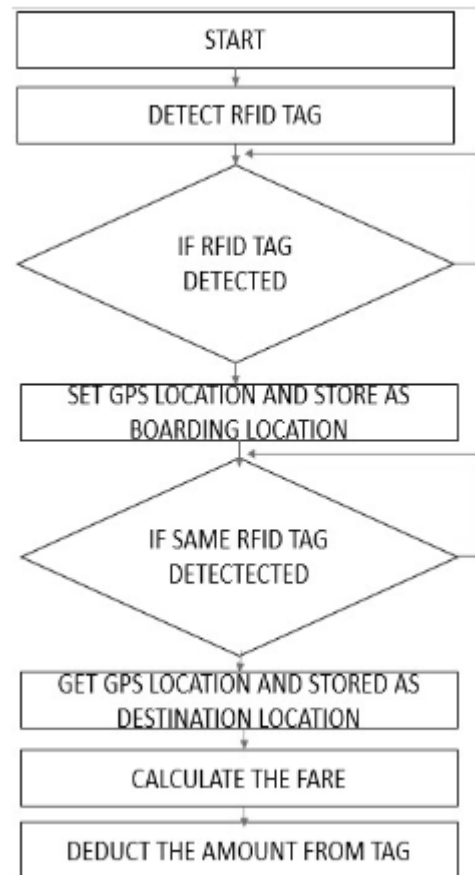 START
DETECT RFID TAG
IF RFID TAG
DETECTED
SET GPS LOCATION AND STORE AS
BOARDING LOCATION
IF SAME RFID TAG
DETECTECTED
GET GPS LOCATION AND STORED AS
DESTINATION LOCATION
CALCULATE THE FARE
DEDUCT THE AMOUNT FROM TAG